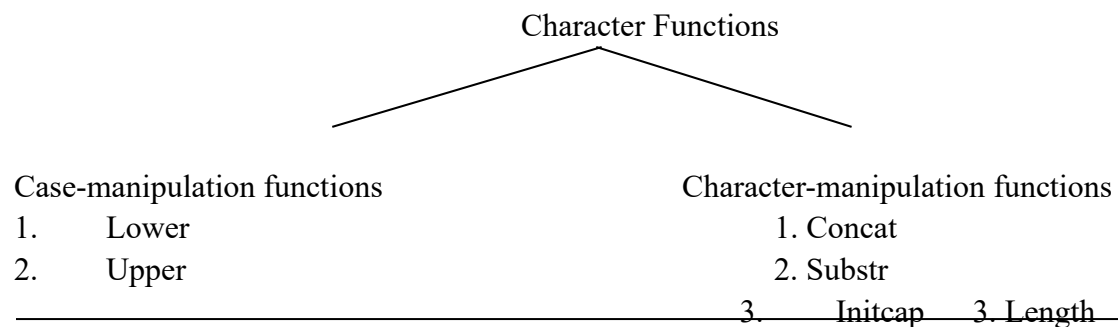 Character Functions
Case-manipulation functions Character-manipulation functions
1. Lower 1. Concat
2. Upper 2. Substr
3. Initcap 3. Length